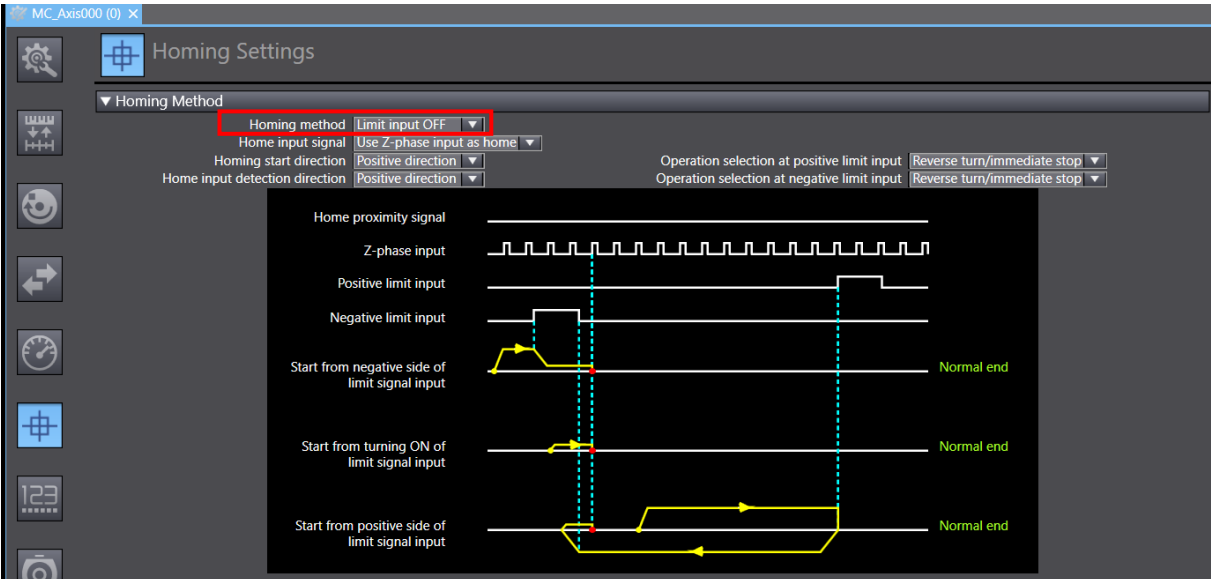 MC_Axis000 (0) ×
Homing Settings
▼ Homing Method
Homing method Limit input OFF ▼
Home input signal Use Z-phase input as home ▼
Homing start direction Positive direction ▼ Operation selection at positive limit input Reverse turn/immediate stop ▼
Home input detection direction Positive direction ▼ Operation selection at negative limit input Reverse turn/immediate stop ▼
Home proximity signal
Z-phase input
Positive limit input
Negative limit input
Start from negative side of Normal end
limit signal input
Start from turning ON of Normal end
limit signal input
123
Start from positive side of Normal end
limit signal input